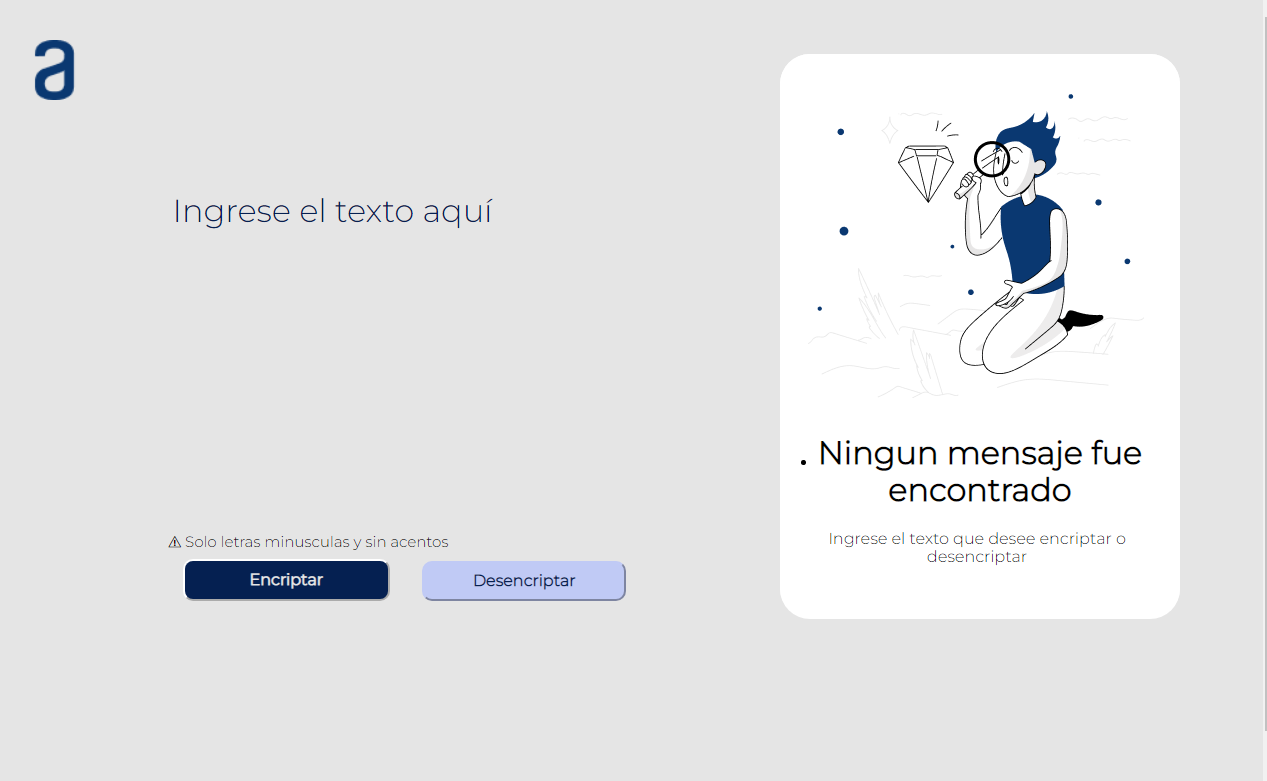 a
Ingrese el texto aquí
. Ningun mensaje fue
encontrado
Ingrese el texto que desee encriptar o
desencriptar
⚠ Solo letras minusculas y sin acentos
Encriptar
Desencriptar